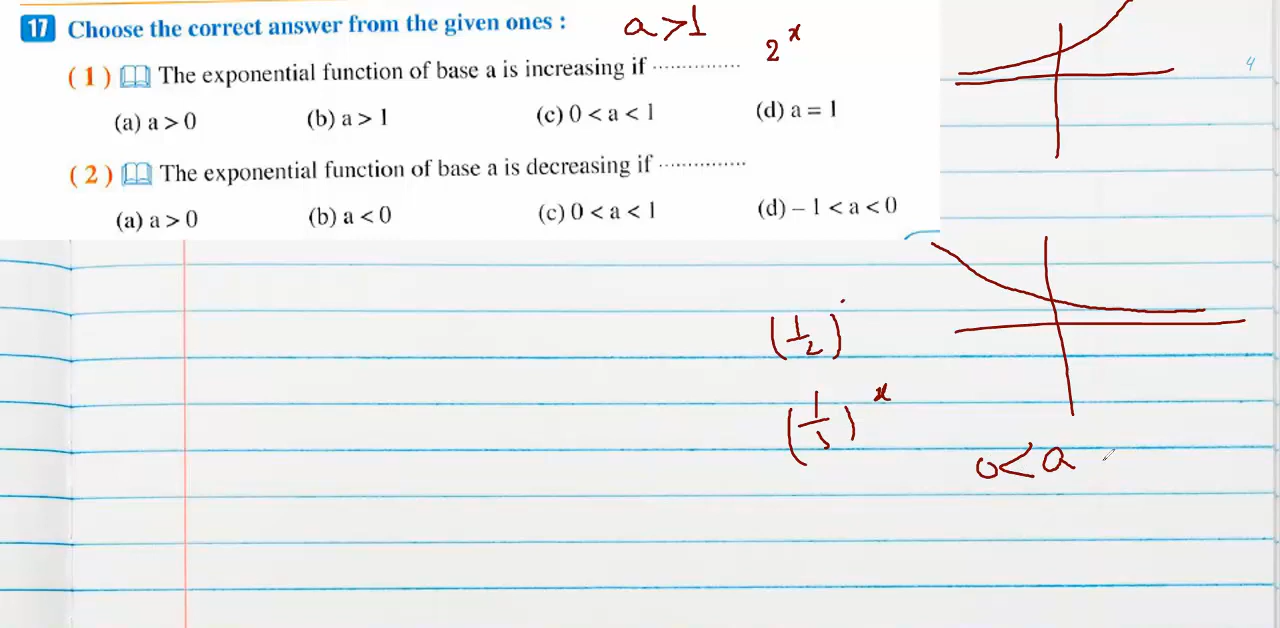 17 Choose the correct answer from the given ones :
a > 1
(1) The exponential function of base a is increasing if ...............
2^x
(a) a > 0 (b) a > 1 (c) 0 < a < 1 (d) a = 1
(2) The exponential function of base a is decreasing if ...............
(a) a > 0 (b) a < 0 (c) 0 < a < 1 (d) – 1 < a < 0
4
(1/2)
0 < a